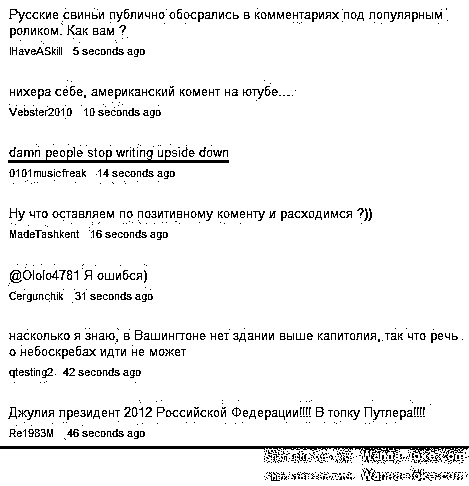 Русские свиньи публично обосрались в комментариях под популярным
роликом. Как вам ?
IHaveASkill 5 seconds ago
нихера себе, американский комент на ютубе....
Vebster2010 10 seconds ago
damn people stop writing upside down
0101musicfreak 14 seconds ago
Ну что оставляем по позитивному коменту и расходимся ?))
MadeTashkent 16 seconds ago
@Ololo4781 Я ошибся)
Cergunchik 31 seconds ago
насколько я знаю, в Вашингтоне нет здании выше капитолия, так что речь
о небоскребах идти не может
qtesting2 42 seconds ago
Джулия президент 2012 Российской Федерации!!!! В топку Путлера!!!!
Re1983M 46 seconds ago